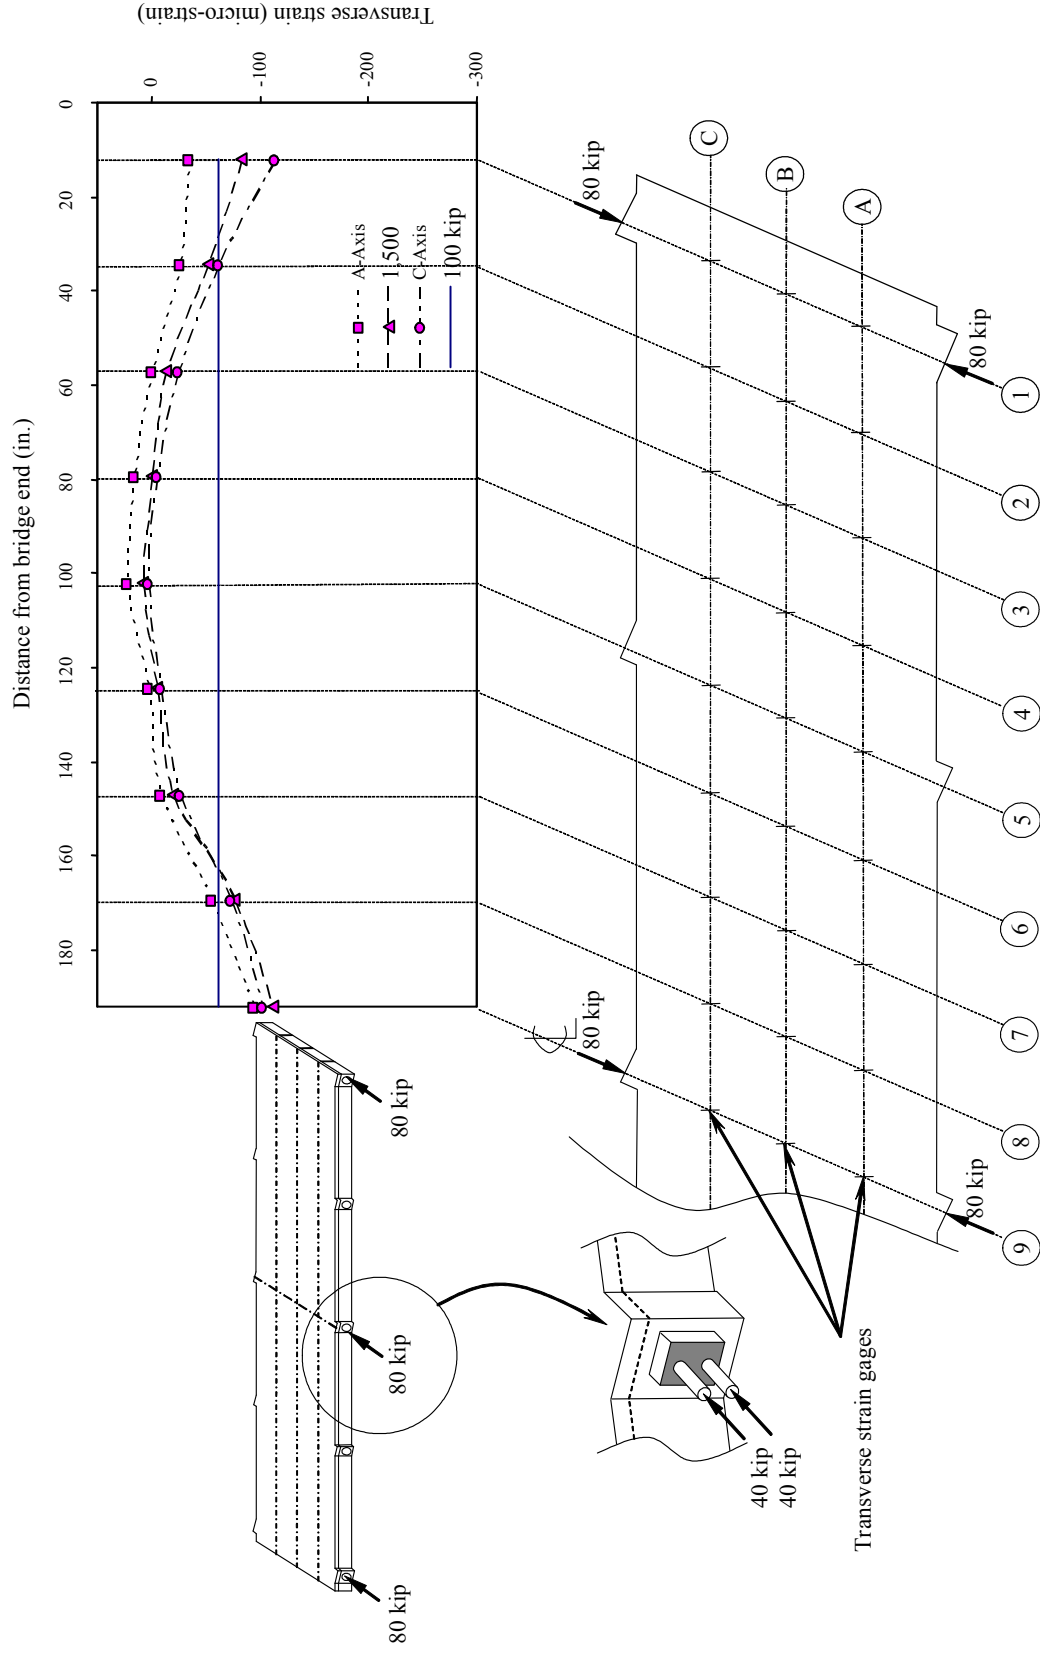 Distance from bridge end (in.)
0
20
40
60
80
100
120
140
160
180
0
-100
-200
-300
Transverse strain (micro-strain)
A-Axis
1,500
C-Axis
100 kip
80 kip
80 kip
80 kip
80 kip
80 kip
80 kip
80 kip
C
B
A
40 kip
40 kip
Transverse strain gages
CL
9
8
7
6
5
4
3
2
1